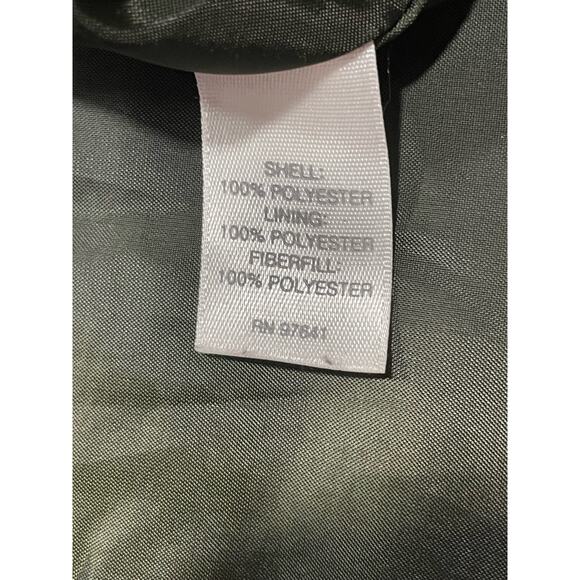 SHELL:
100% POLYESTER
LINING:
100% POLYESTER
FIBERFILL:
100% POLYESTER
RN 97641